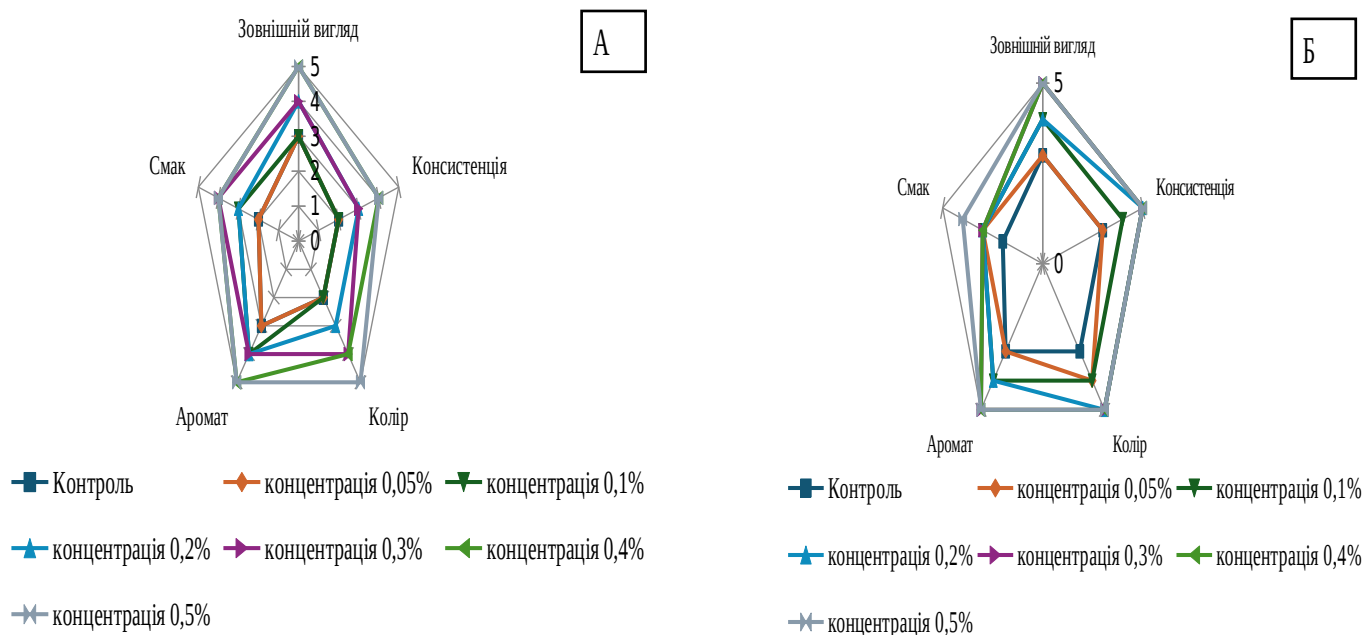 Зовнішній вигляд
А
5
4
3
2
1
0
Смак
Консистенція
Аромат
Колір
Контроль
концентрація 0,05%
концентрація 0,1%
концентрація 0,2%
концентрація 0,3%
концентрація 0,4%
концентрація 0,5%
Зовнішній вигляд
Б
5
0
Смак
Консистенція
Аромат
Колір
Контроль
концентрація 0,05%
концентрація 0,1%
концентрація 0,2%
концентрація 0,3%
концентрація 0,4%
концентрація 0,5%